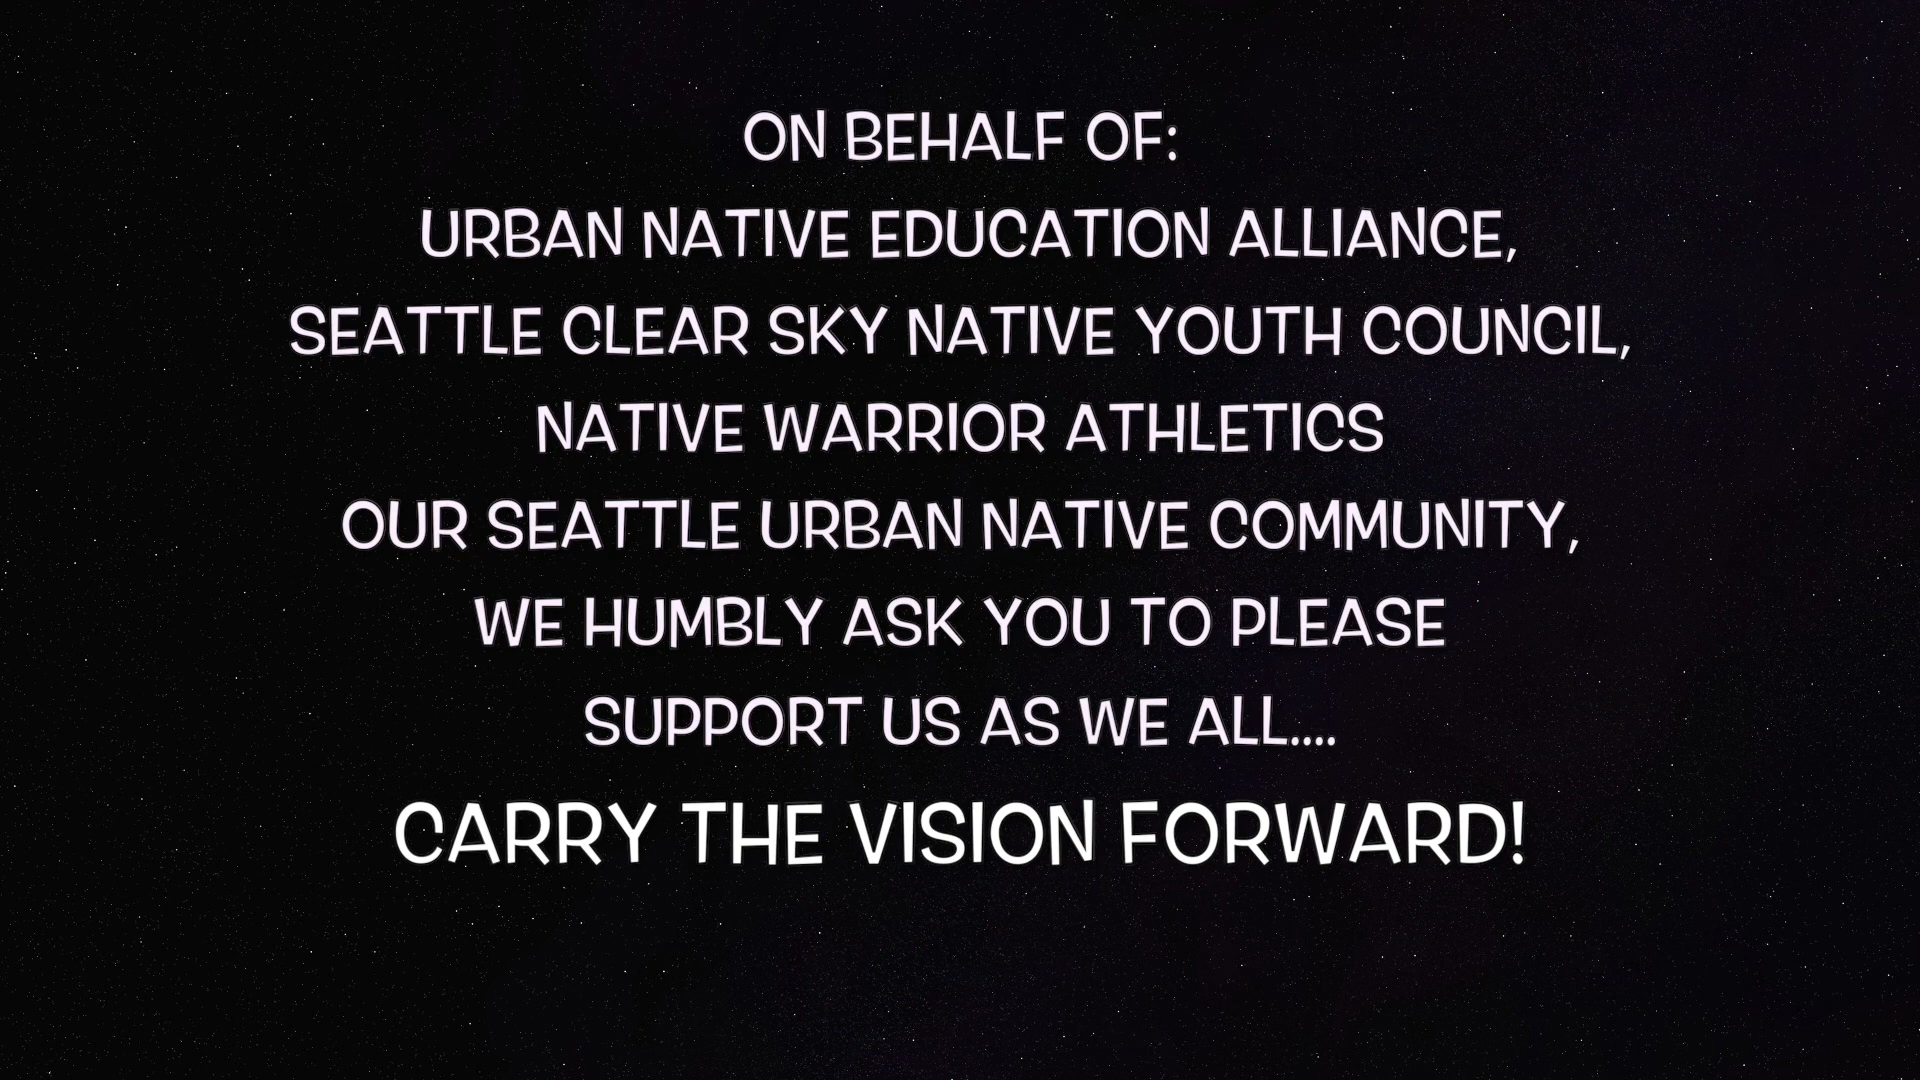 ON BEHALF OF:
URBAN NATIVE EDUCATION ALLIANCE,
SEATTLE CLEAR SKY NATIVE YOUTH COUNCIL,
NATIVE WARRIOR ATHLETICS
OUR SEATTLE URBAN NATIVE COMMUNITY,
WE HUMBLY ASK YOU TO PLEASE
SUPPORT US AS WE ALL....
CARRY THE VISION FORWARD!